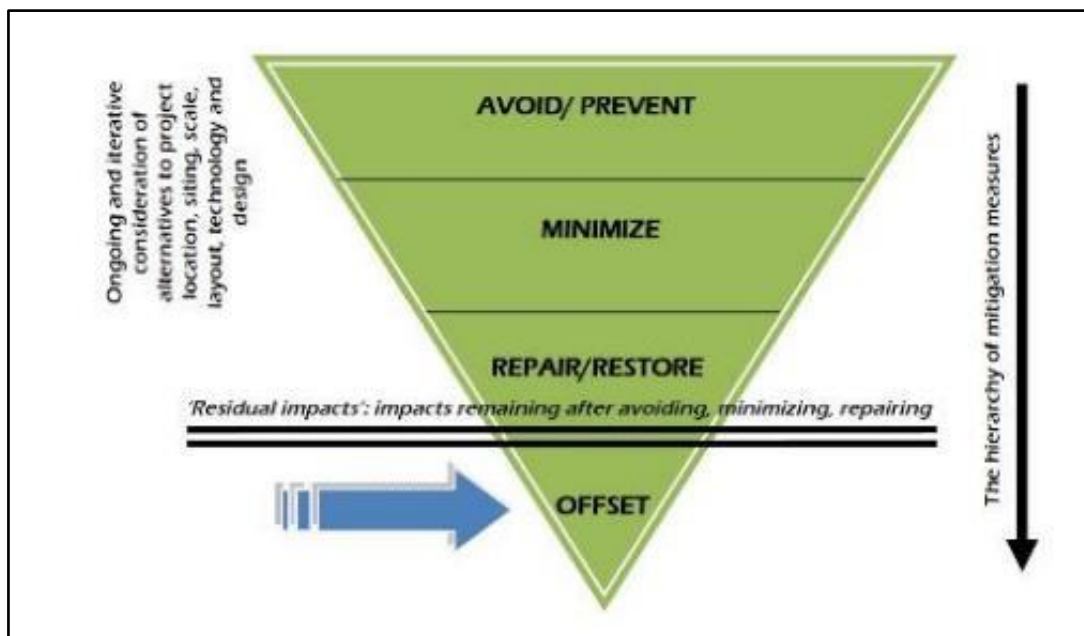 Ongoing and iterative
consideration of
alternatives to project
location, siting, scale,
layout, technology and
design
AVOID/ PREVENT
MINIMIZE
REPAIR/RESTORE
'Residual impacts': impacts remaining after avoiding, minimizing, repairing
OFFSET
The hierarchy of mitigation measures